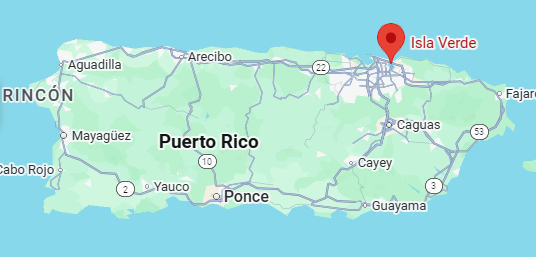 Isla Verde
Aguadilla
Arecibo
22
RINCÓN
Fajar
Mayagüez
Caguas
53
Puerto Rico
Cabo Rojo
10
Cayey
2
Yauco
Ponce
3
Guayama